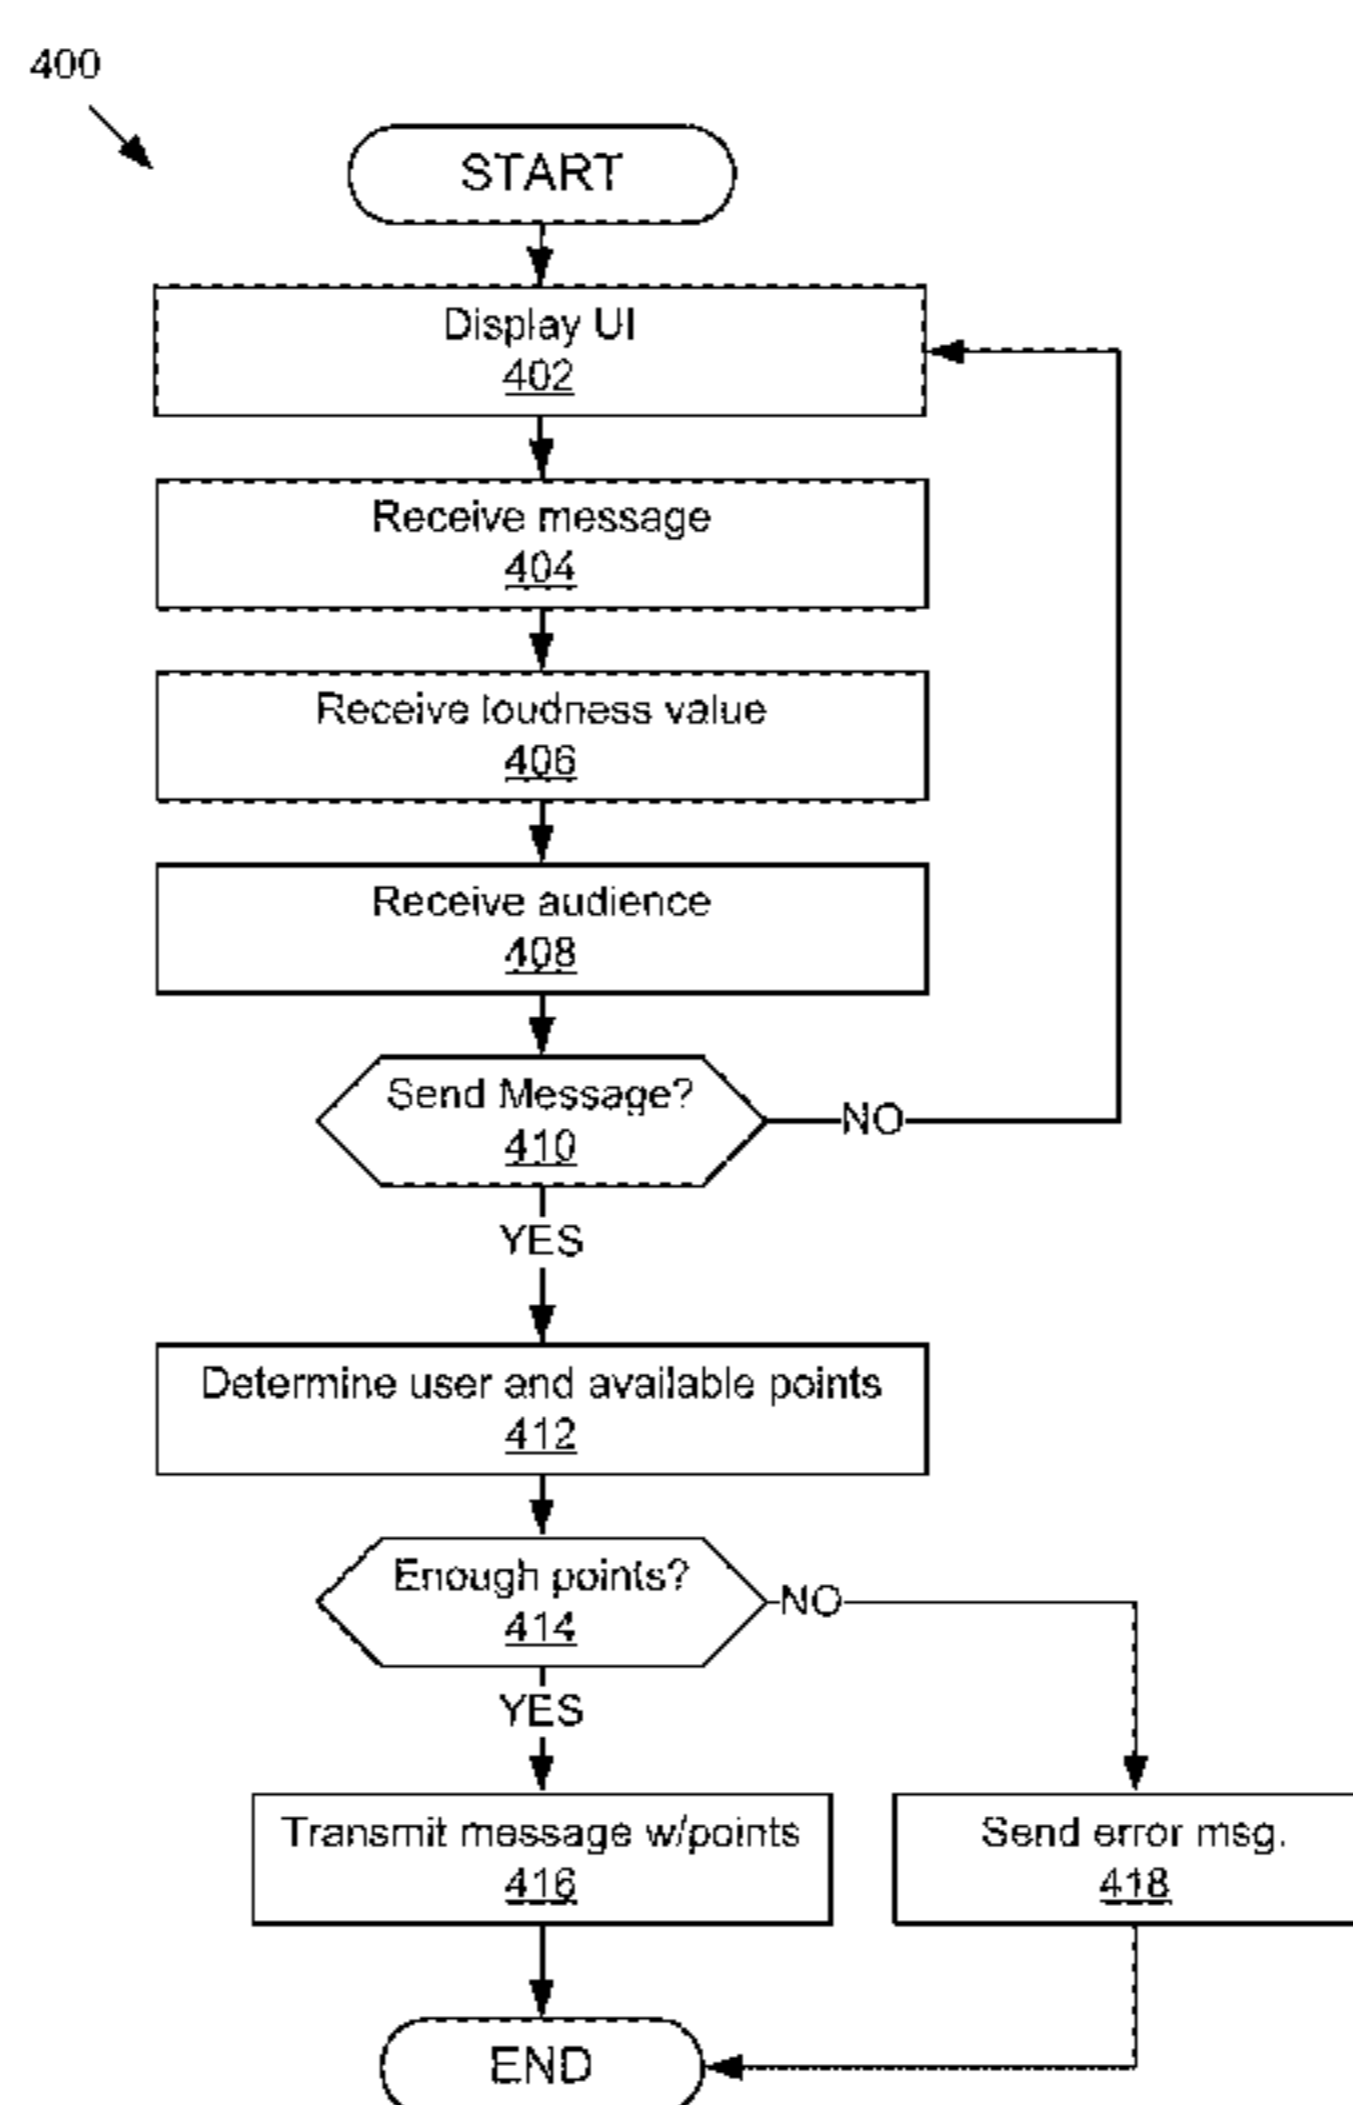 400
START
Display UI
402
Receive message
404
Receive loudness value
406
Receive audience
408
Send Message?
410
NO
YES
Determine user and available points
412
Enough points?
414
NO
YES
Transmit message w/points
416
Send error msg.
418
END